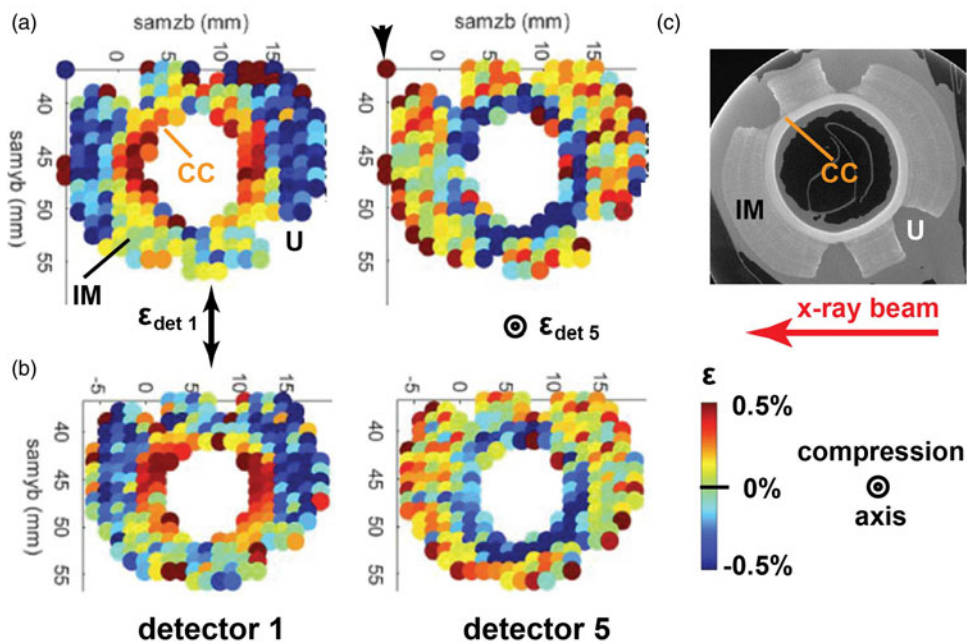 (a)
samzb (mm)
0 5 10 15
samyb (mm)
40
45
50
55
CC
U
IM
ε det 1
samzb (mm)
0 5 10 15
40
45
50
55
ε det 5
(c)
CC
IM
U
x-ray beam
(b)
-5 0 5 10 15
samyb (mm)
40
45
50
55
-5 0 5 10 15
40
45
50
55
ε
0.5%
0%
-0.5%
compression
axis
detector 1
detector 5